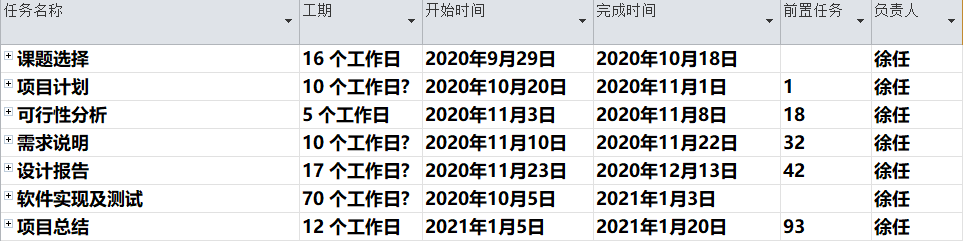 任务名称 工期 开始时间 完成时间 前置任务 负责人
课题选择 16 个工作日 2020年9月29日 2020年10月18日 徐任
项目计划 10 个工作日? 2020年10月20日 2020年11月1日 1 徐任
可行性分析 5 个工作日 2020年11月3日 2020年11月8日 18 徐任
需求说明 10 个工作日? 2020年11月10日 2020年11月22日 32 徐任
设计报告 17 个工作日? 2020年11月23日 2020年12月13日 42 徐任
软件实现及测试 70 个工作日? 2020年10月5日 2021年1月3日 徐任
项目总结 12 个工作日? 2021年1月5日 2021年1月20日 93 徐任